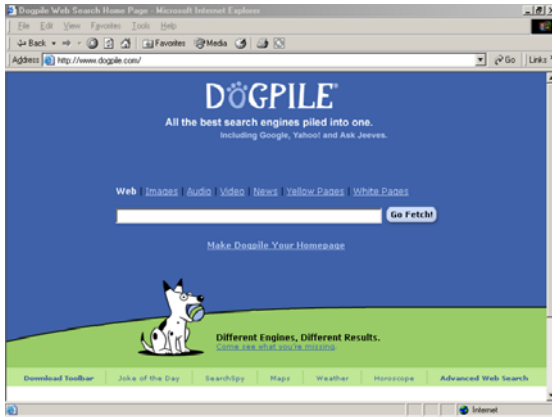 Dogpile Web Search Home Page - Microsoft Internet Explorer
File Edit View Favorites Tools Help
Back Favorites Media
Address http://www.dogpile.com/ Go Links
DOGPILE®
All the best search engines piled into one.
Including Google, Yahoo! and Ask Jeeves.
Web | Images | Audio | Video | News | Yellow Pages | White Pages
Go Fetch!
Make Dogpile Your Homepage
Different Engines, Different Results.
Come see what you're missing.
Download Toolbar | Joke of the Day | SearchSpy | Maps | Weather | Horoscope | Advanced Web Search
Internet